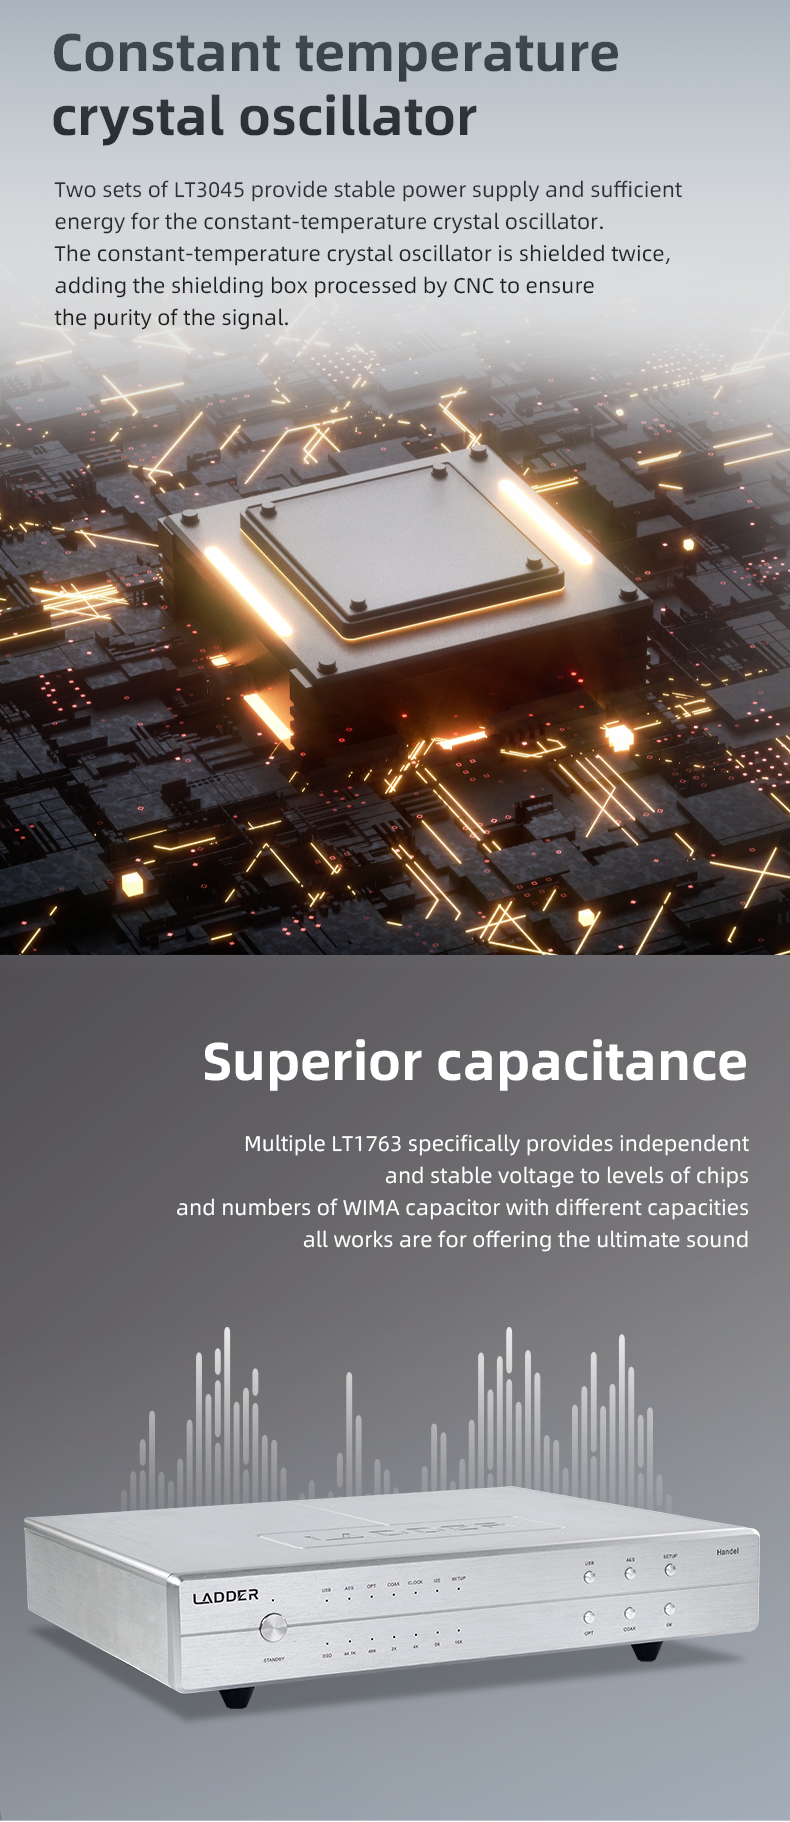 Constant temperature
crystal oscillator
Two sets of LT3045 provide stable power supply and sufficient
energy for the constant-temperature crystal oscillator.
The constant-temperature crystal oscillator is shielded twice,
adding the shielding box processed by CNC to ensure
the purity of the signal.
Superior capacitance
Multiple LT1763 specifically provides independent
and stable voltage to levels of chips
and numbers of WIMA capacitor with different capacities
all works are for offering the ultimate sound
LADDER
LADDER
USB AES OPT COAX CLOCK I2S SETUP
USB AES SETUP
Handel
STANDBY
DSD 44.1K 48K 2X 4X 8X 16X
OPT COAX OK